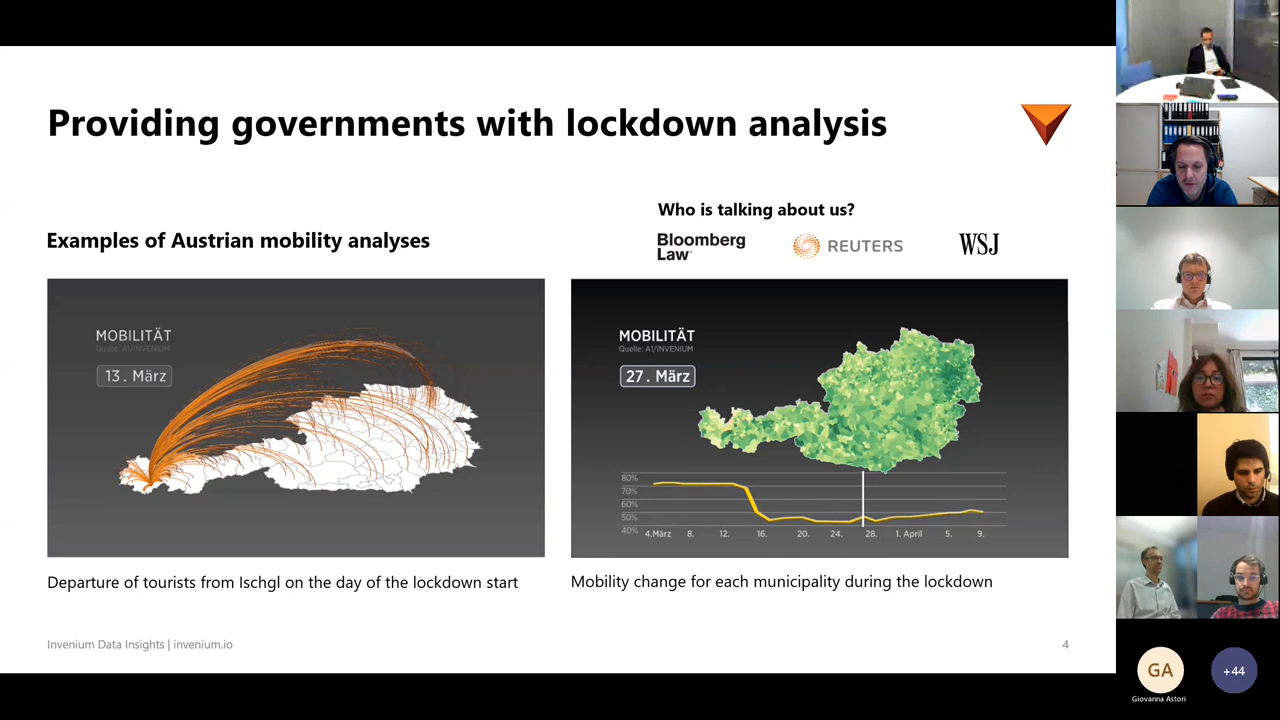 Providing governments with lockdown analysis
Who is talking about us?
Examples of Austrian mobility analyses
Bloomberg
Law
REUTERS
WSJ
MOBILITÄT
Quelle: A1/INVENIUM
13. März
MOBILITÄT
Quelle: A1/INVENIUM
27. März
80%
70%
60%
50%
40%
4.März 8. 12. 16. 20. 24. 28. 1. April 5. 9.
Departure of tourists from Ischgl on the day of the lockdown start
Mobility change for each municipality during the lockdown
Invenium Data Insights | invenium.io
4
GA
+44
Giovanna Astori